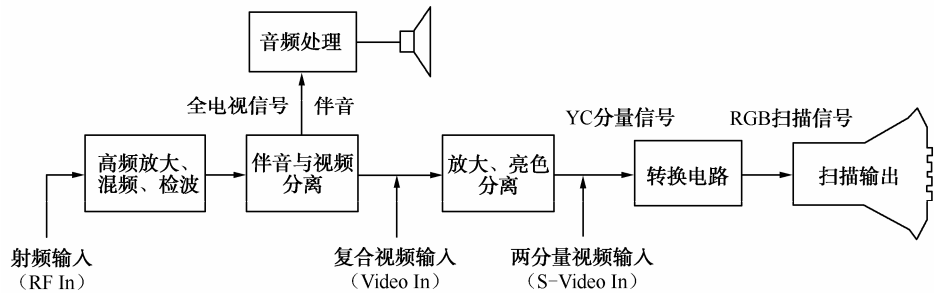 音频处理
全电视信号
伴音
YC分量信号
RGB扫描信号
高频放大、
混频、检波
伴音与视频
分离
放大、亮色
分离
转换电路
扫描输出
射频输入
（RF In）
复合视频输入
（Video In）
两分量视频输入
（S-Video In）